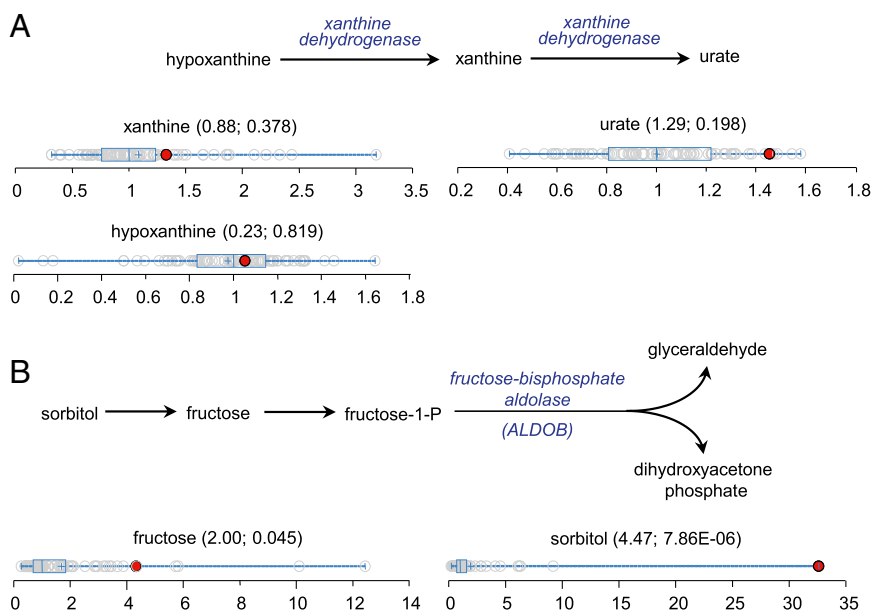 A
xanthine
dehydrogenase
xanthine
dehydrogenase
hypoxanthine
xanthine
urate
xanthine (0.88; 0.378)
0 0.5 1 1.5 2 2.5 3 3.5
urate (1.29; 0.198)
0.2 0.4 0.6 0.8 1 1.2 1.4 1.6 1.8
hypoxanthine (0.23; 0.819)
0 0.2 0.4 0.6 0.8 1 1.2 1.4 1.6 1.8
B
glyceraldehyde
fructose-bisphosphate
aldolase
(ALDOB)
sorbitol
fructose
fructose-1-P
dihydroxyacetone
phosphate
fructose (2.00; 0.045)
0 2 4 6 8 10 12 14
sorbitol (4.47; 7.86E-06)
0 5 10 15 20 25 30 35